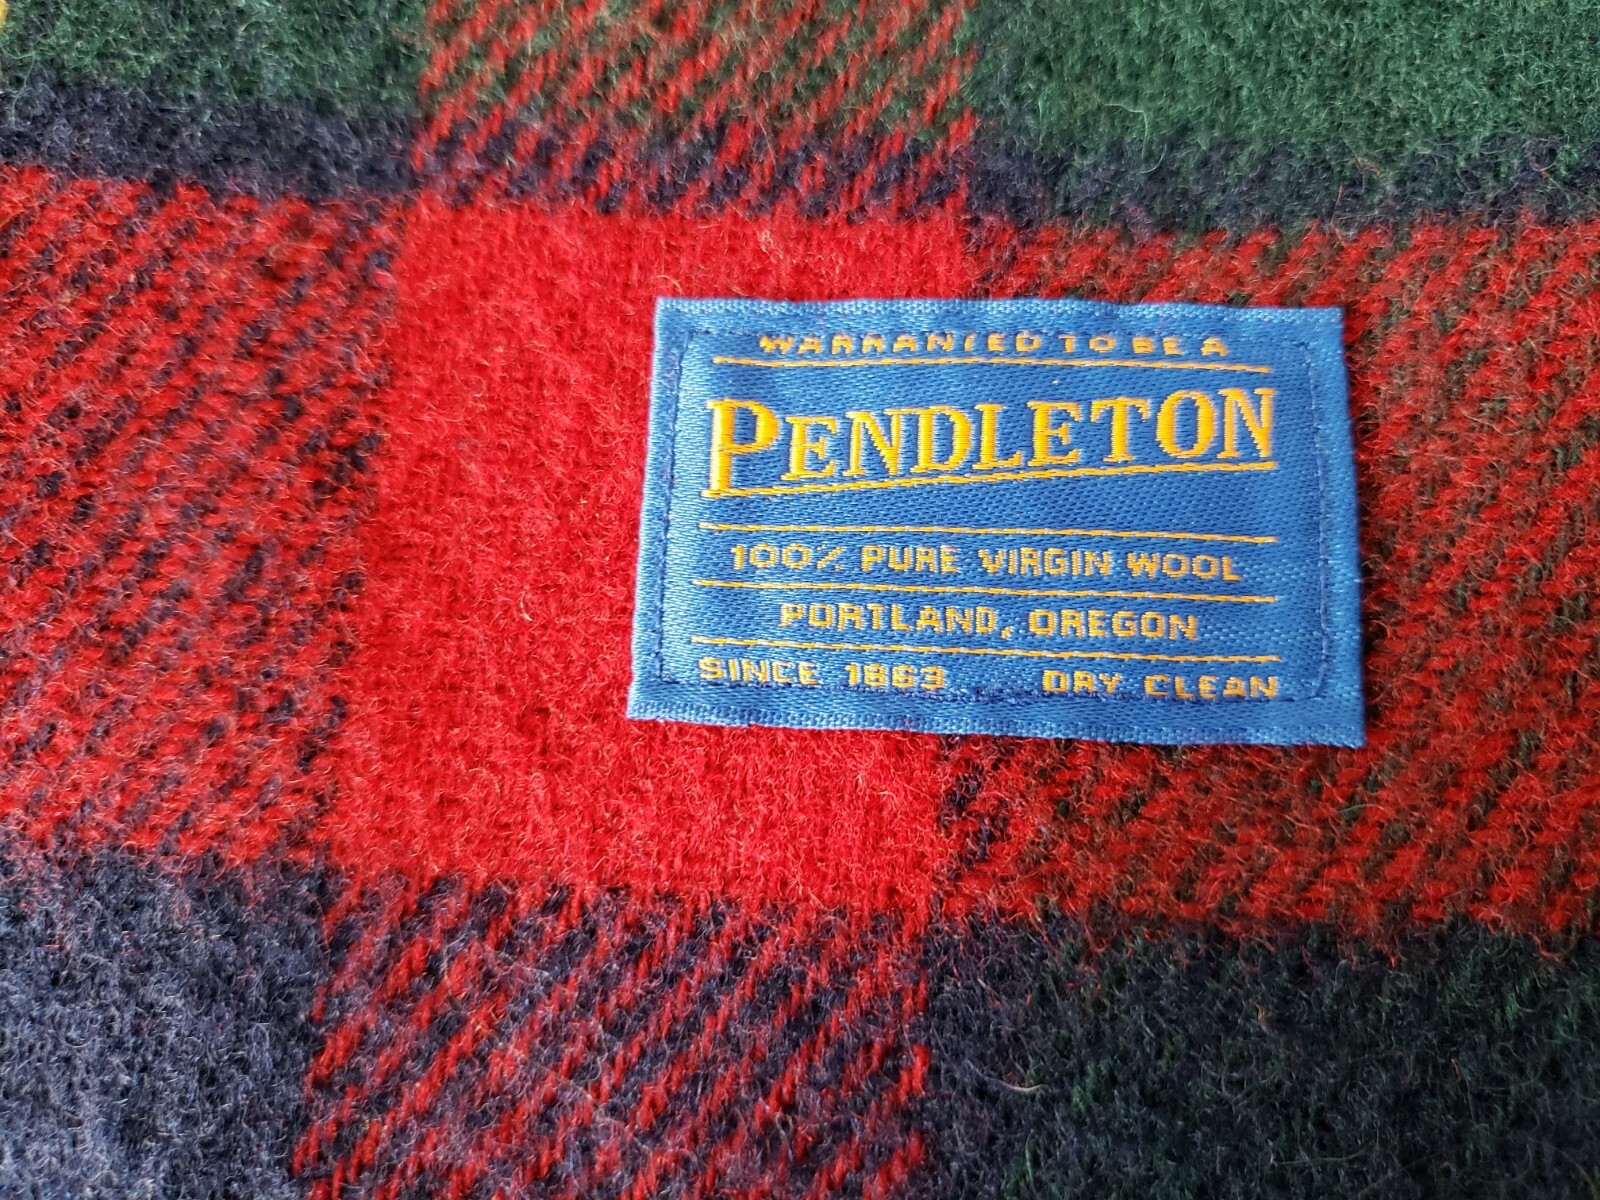 WARRANTED TO BE A
PENDLETON
100% PURE VIRGIN WOOL
PORTLAND, OREGON
SINCE 1863 DRY CLEAN